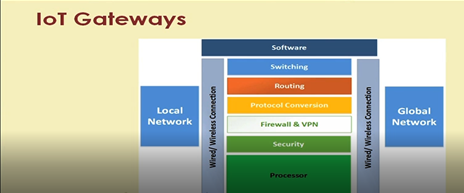 IoT Gateways
Software
Switching
Routing
Protocol Conversion
Firewall & VPN
Security
Processor
Local
Network
Wired/ Wireless Connection
Wired/ Wireless Connection
Global
Network